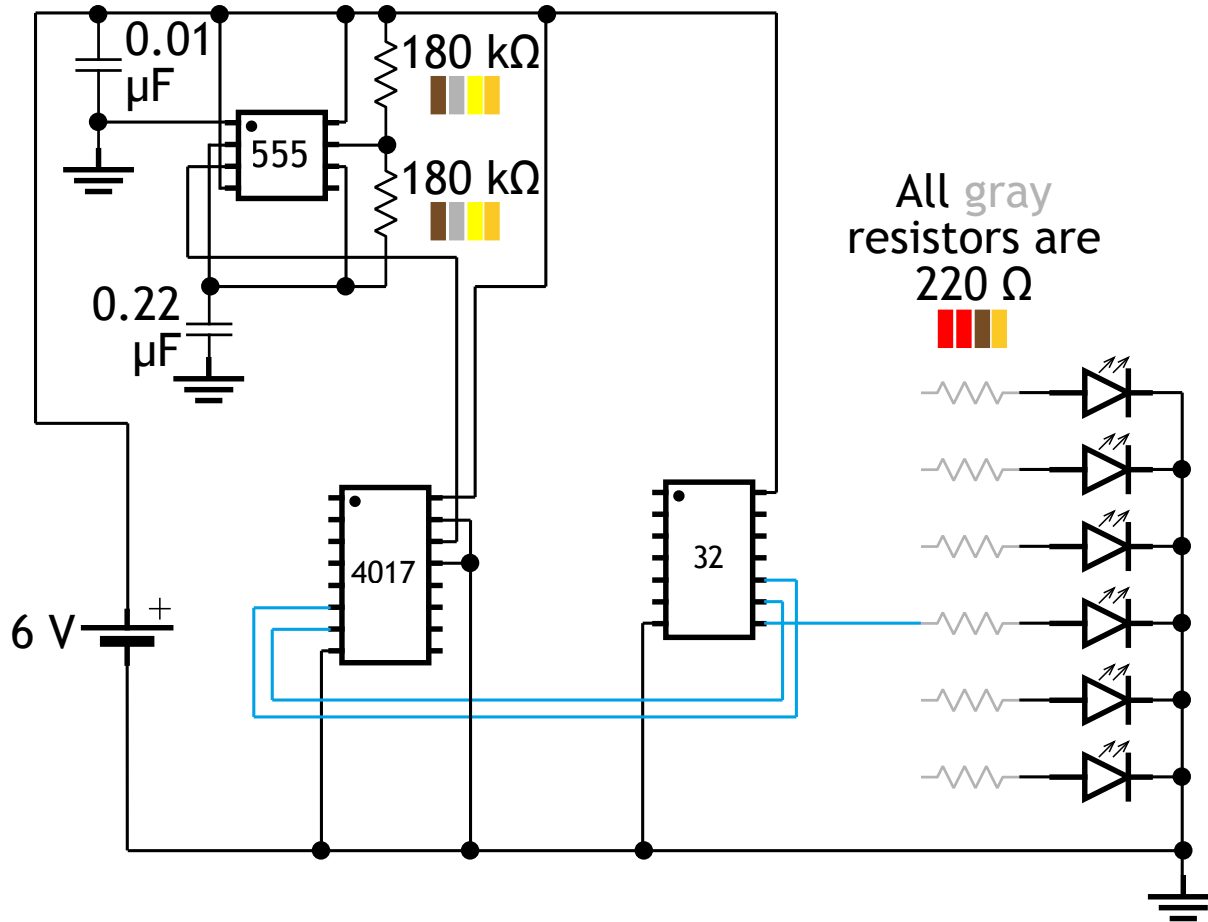 0.01
µF
180 kΩ
555
180 kΩ
0.22
µF
All gray
resistors are
220 Ω
4017
32
6 V
+